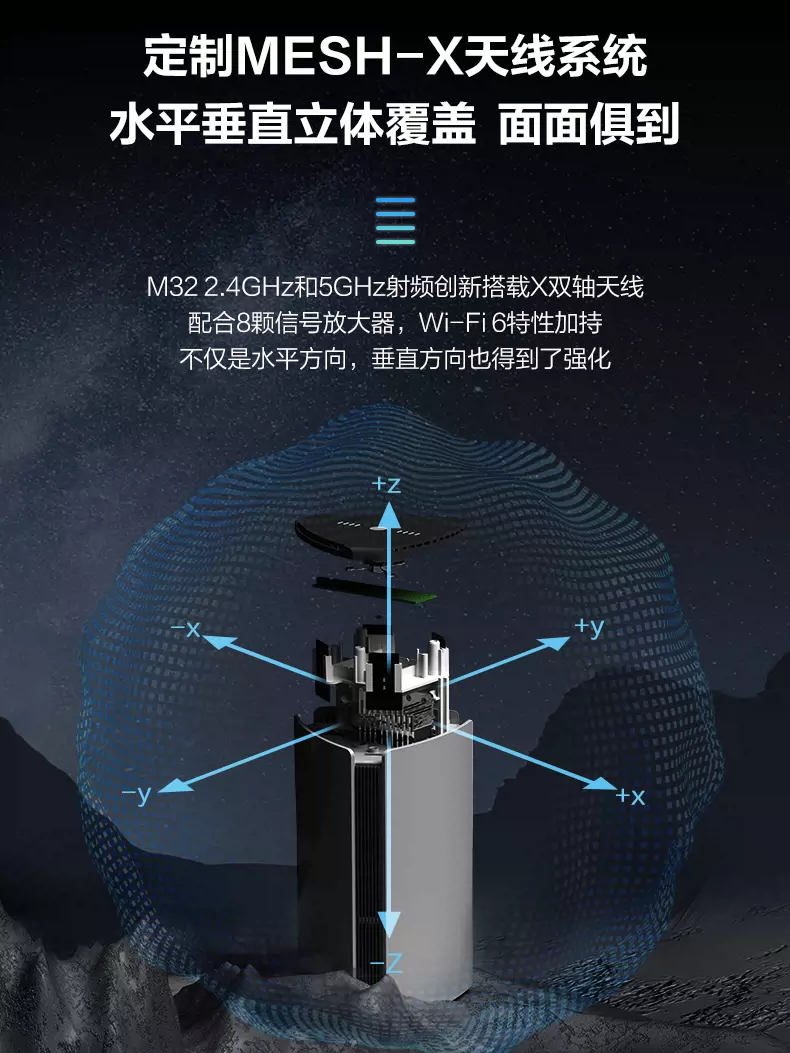 定制MESH-X天线系统
水平垂直立体覆盖 面面俱到
M32 2.4GHz和5GHz射频创新搭载X双轴天线
配合8颗信号放大器，Wi-Fi 6特性加持
不仅是水平方向，垂直方向也得到了强化
+z
-x
+y
-y
+x
-Z